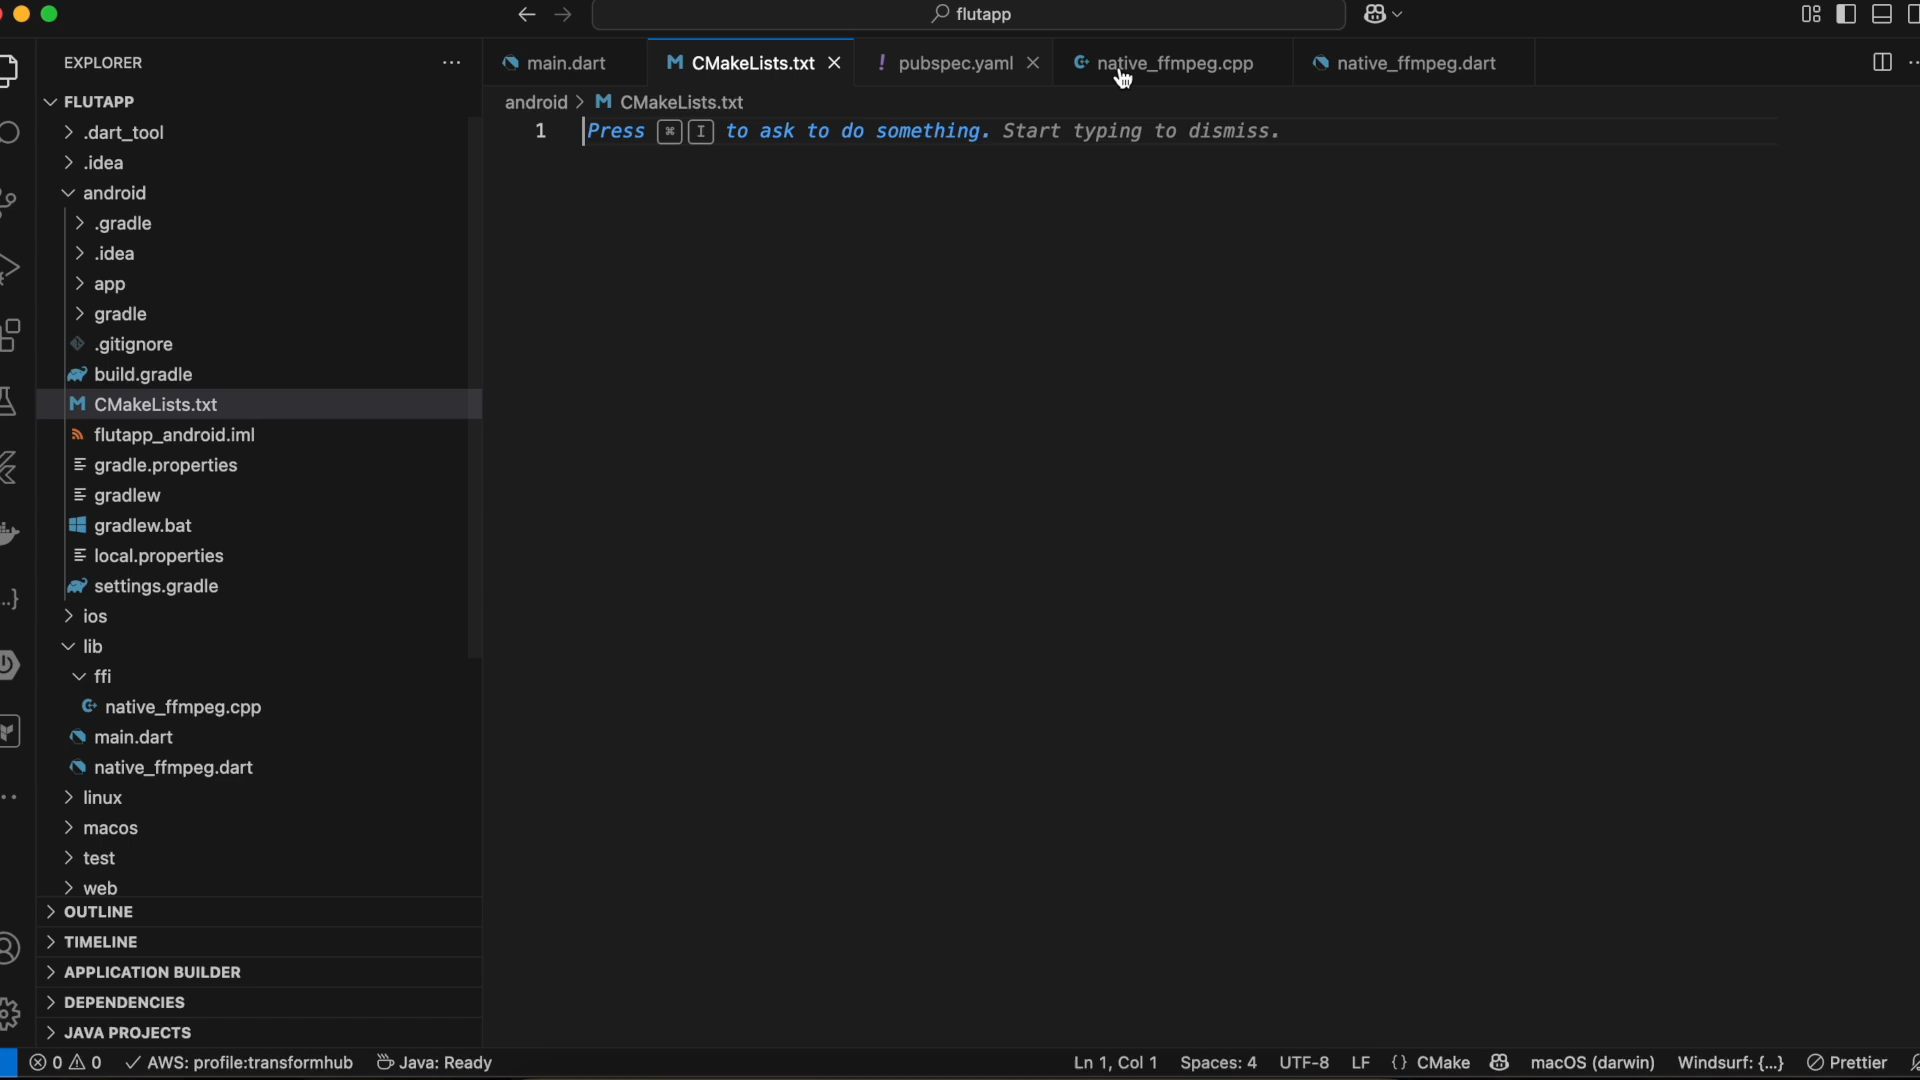 flutapp
EXPLORER
main.dart
CMakeLists.txt
pubspec.yaml
native_ffmpeg.cpp
native_ffmpeg.dart
FLUTAPP
android > CMakeLists.txt
1 Press ⌘ I to ask to do something. Start typing to dismiss.
.dart_tool
.idea
android
.gradle
.idea
app
gradle
.gitignore
build.gradle
CMakeLists.txt
flutapp_android.iml
gradle.properties
gradlew
gradlew.bat
local.properties
settings.gradle
ios
lib
ffi
native_ffmpeg.cpp
main.dart
native_ffmpeg.dart
linux
macos
test
web
OUTLINE
TIMELINE
APPLICATION BUILDER
DEPENDENCIES
JAVA PROJECTS
0 0 AWS: profile:transformhub Java: Ready Ln 1, Col 1 Spaces: 4 UTF-8 LF {} CMake macOS (darwin) Windsurf: {...} Prettier